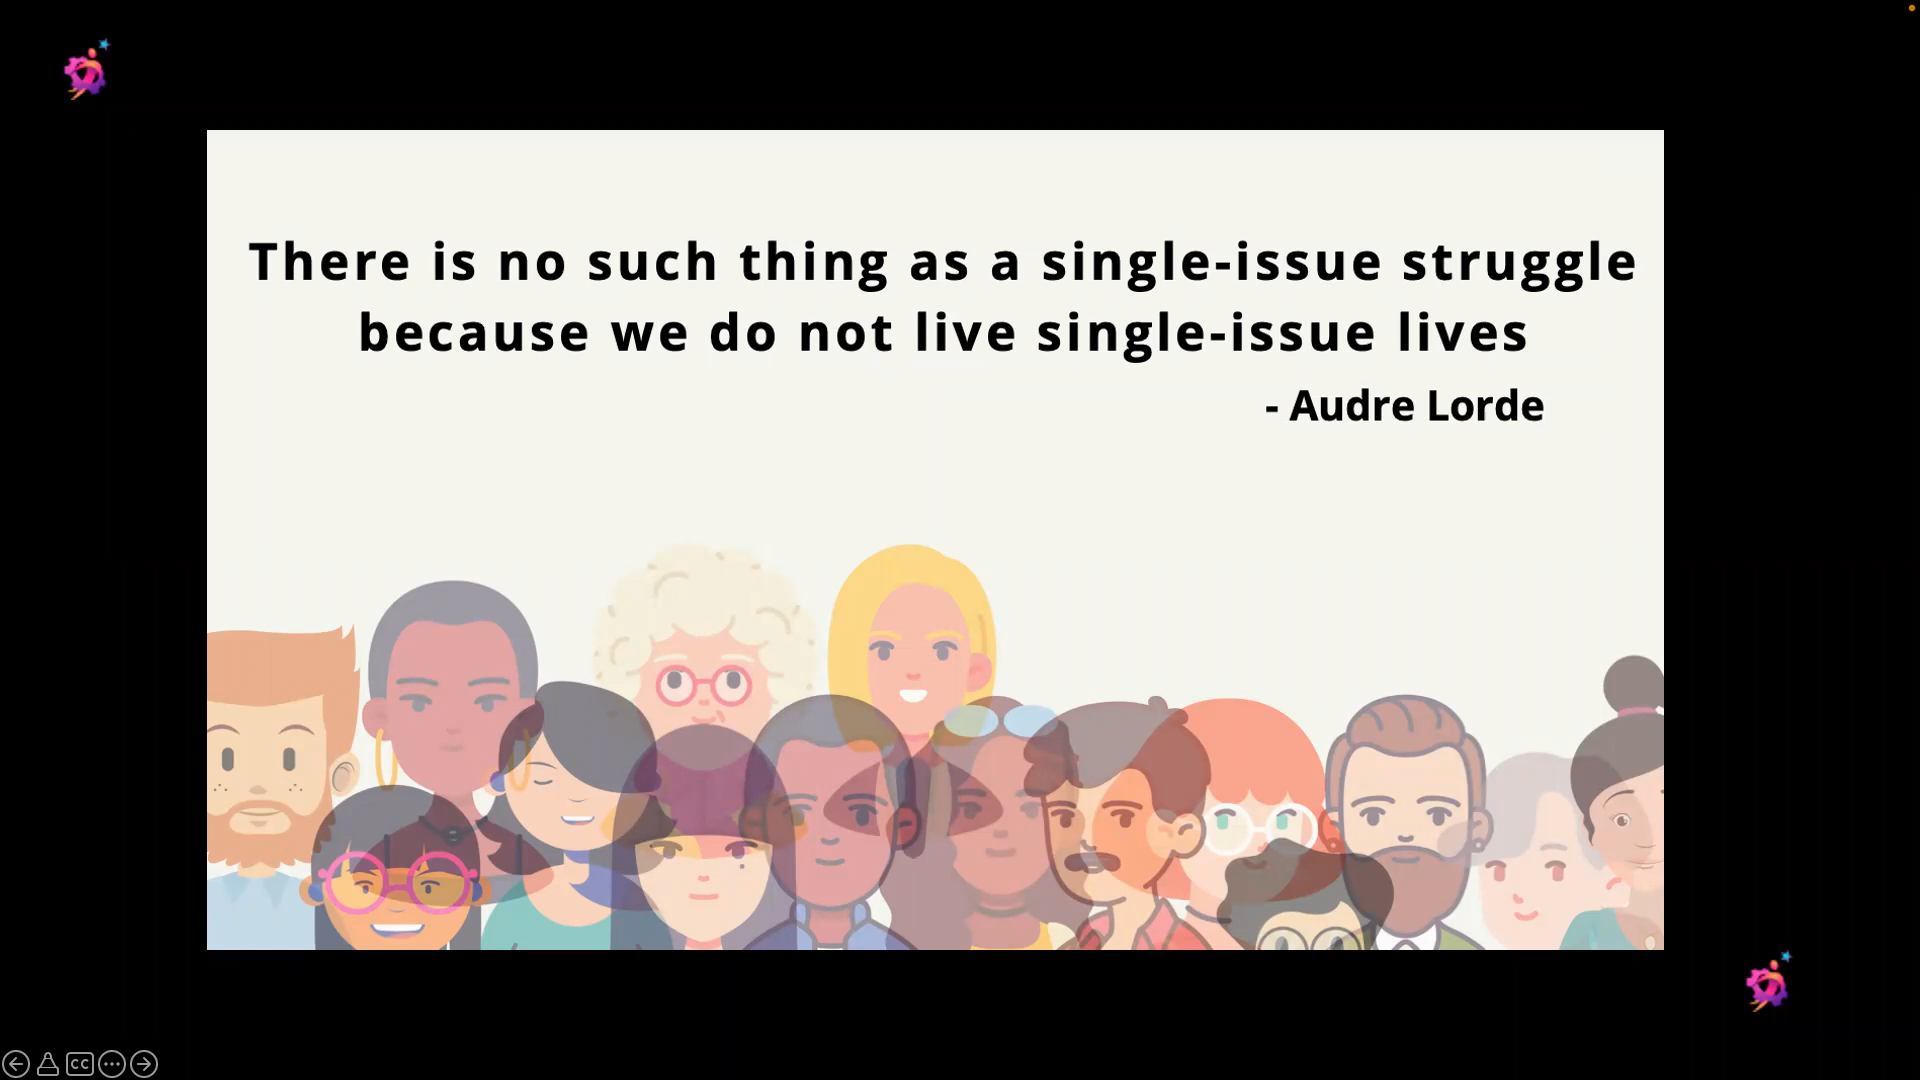 There is no such thing as a single-issue struggle
because we do not live single-issue lives
- Audre Lorde
CC